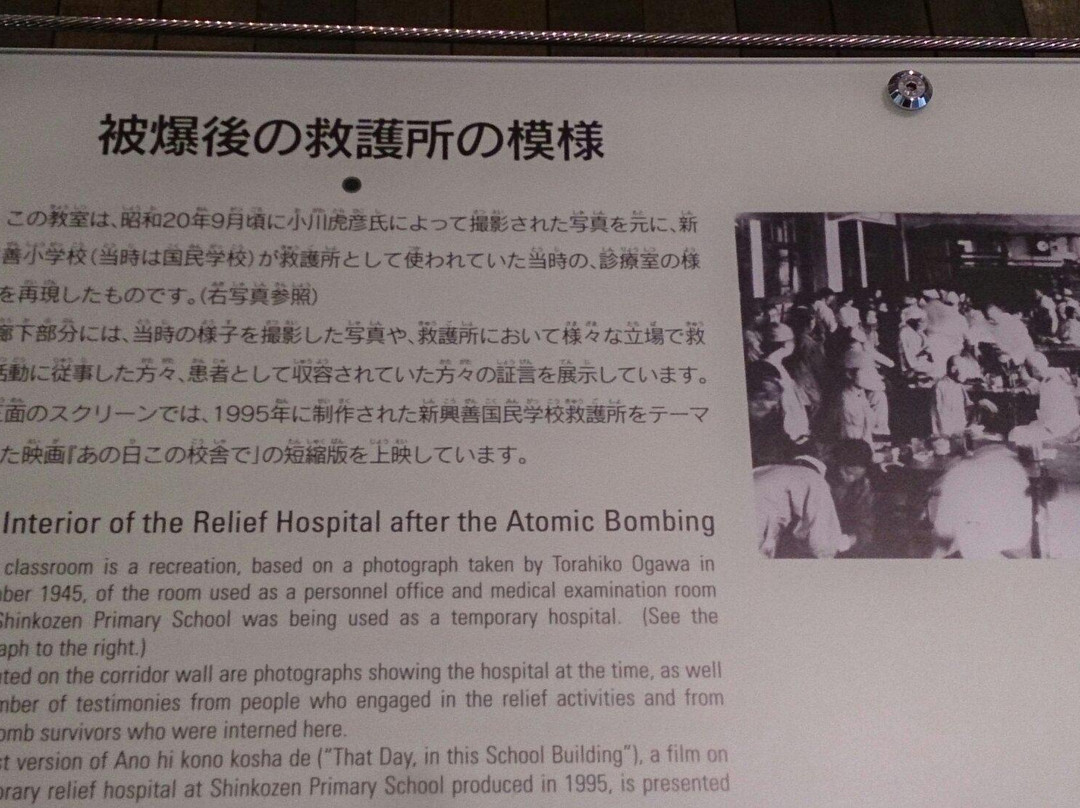 被爆後の救護所の模様
この教室は、昭和20年9月頃に小川虎彦氏によって撮影された写真を元に、新
善小学校(当時は国民学校)が救護所として使われていた当時の、診療室の様
を再現したものです。(右写真参照)
廊下部分には、当時の様子を撮影した写真や、救護所において様々な立場で救
活動に従事した方々、患者として収容されていた方々の証言を展示しています。
正面のスクリーンでは、1995年に制作された新興善国民学校救護所をテーマ
た映画『あの日この校舎で』の短縮版を上映しています。
Interior of the Relief Hospital after the Atomic Bombing
classroom is a recreation, based on a photograph taken by Torahiko Ogawa in
ber 1945, of the room used as a personnel office and medical examination room
Shinkozen Primary School was being used as a temporary hospital. (See the
aph to the right.)
ted on the corridor wall are photographs showing the hospital at the time, as well
mber of testimonies from people who engaged in the relief activities and from
omb survivors who were interned here.
st version of Ano hi kono kosha de ("That Day, in this School Building"), a film on
orary relief hospital at Shinkozen Primary School produced in 1995, is presented